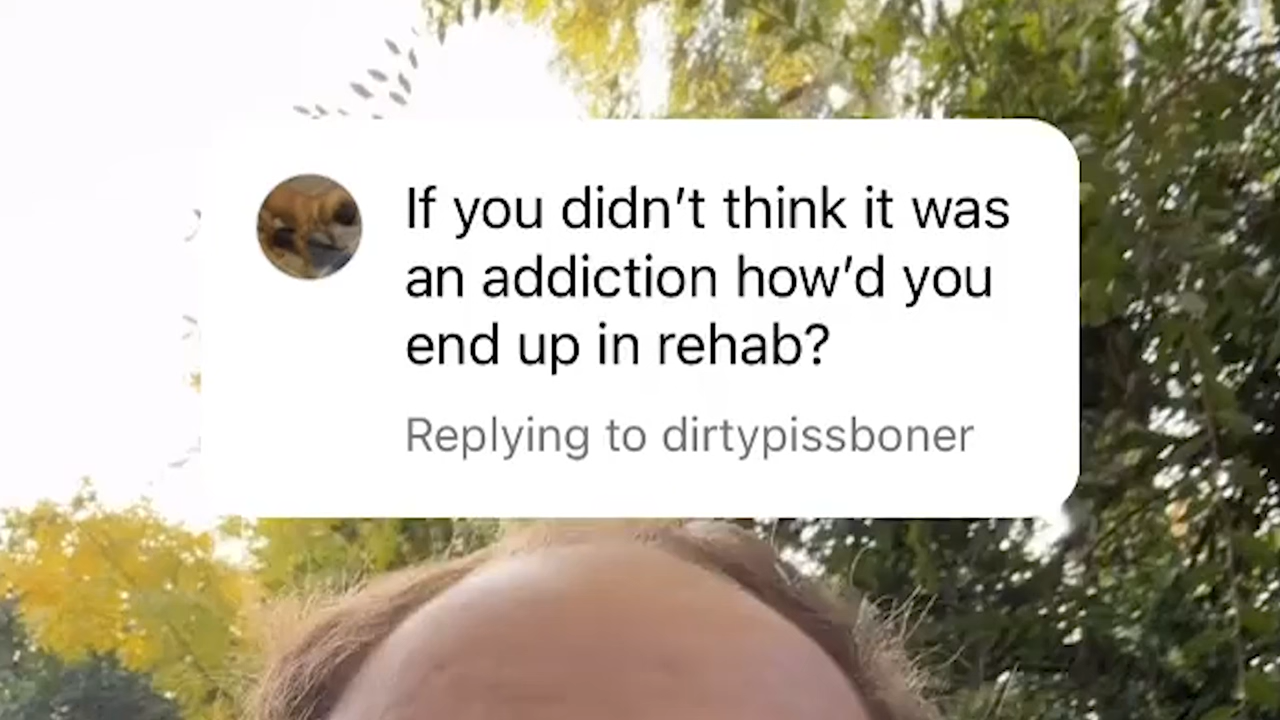 If you didn't think it was
an addiction how'd you
end up in rehab?
Replying to dirtypissboner